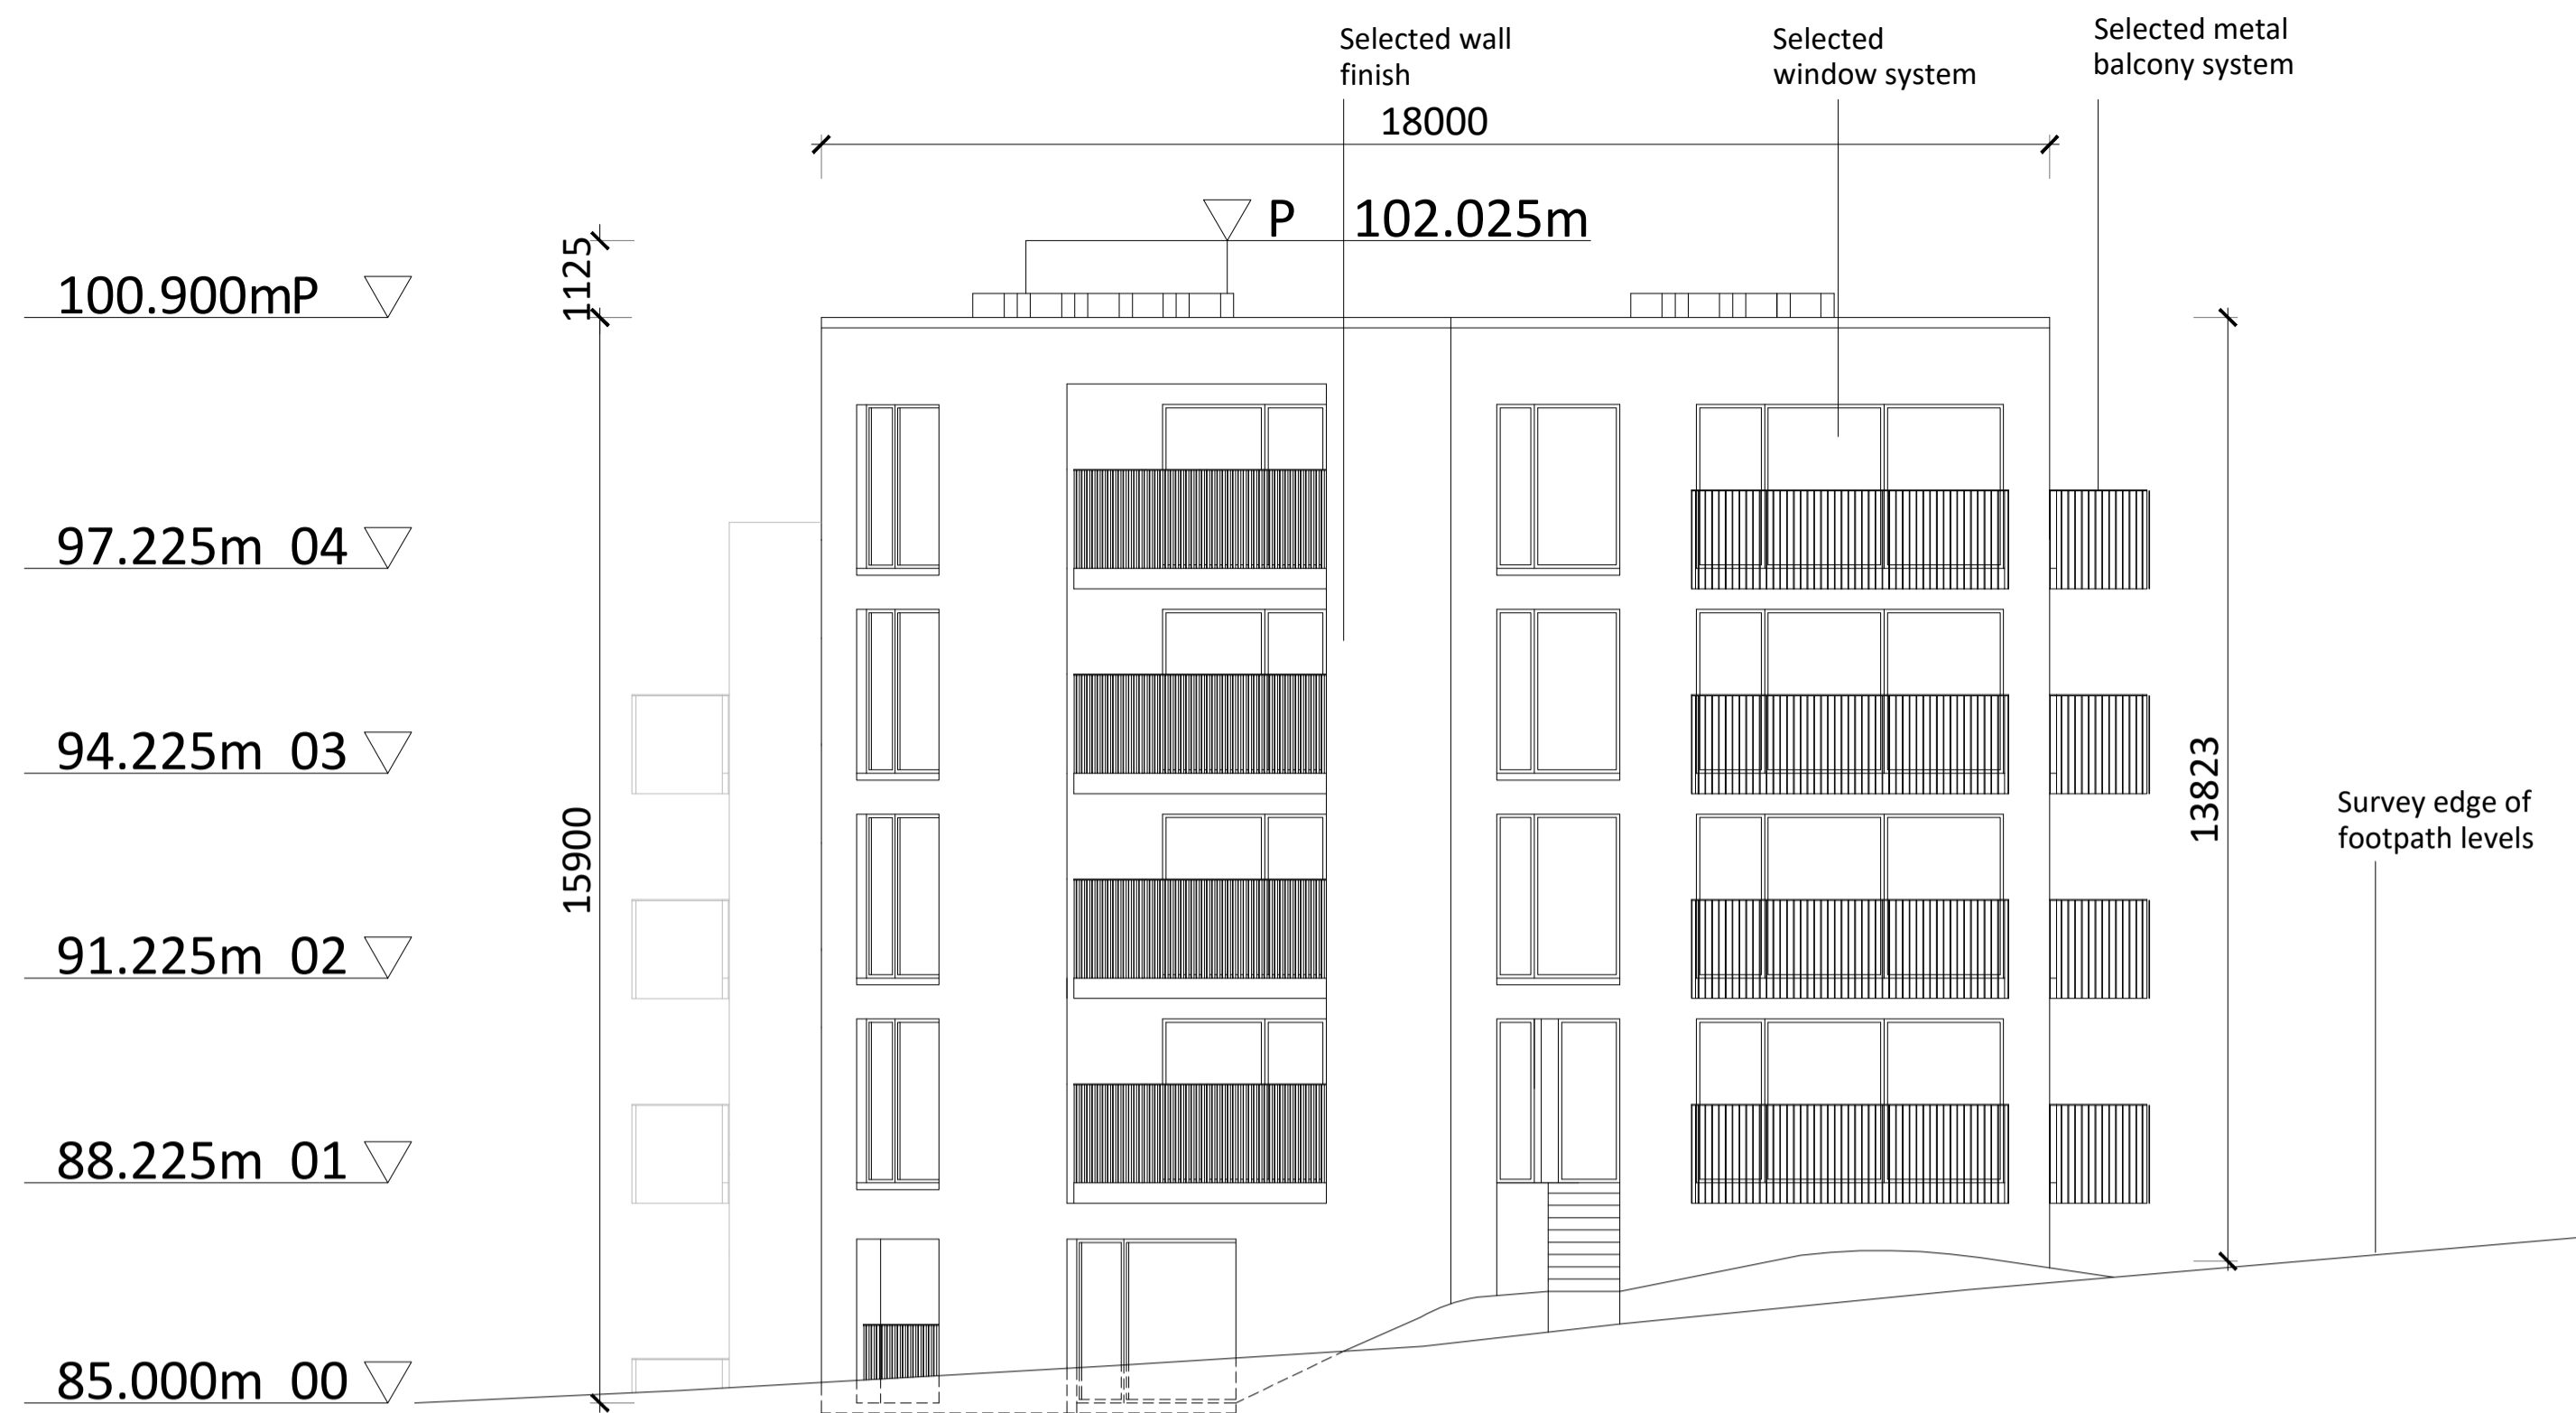 Selected wall
finish
Selected
window system
Selected metal
balcony system
18000
P 102.025m
1125
100.900mP
97.225m 04
94.225m 03
13823
Survey edge of
footpath levels
15900
91.225m 02
88.225m 01
85.000m 00